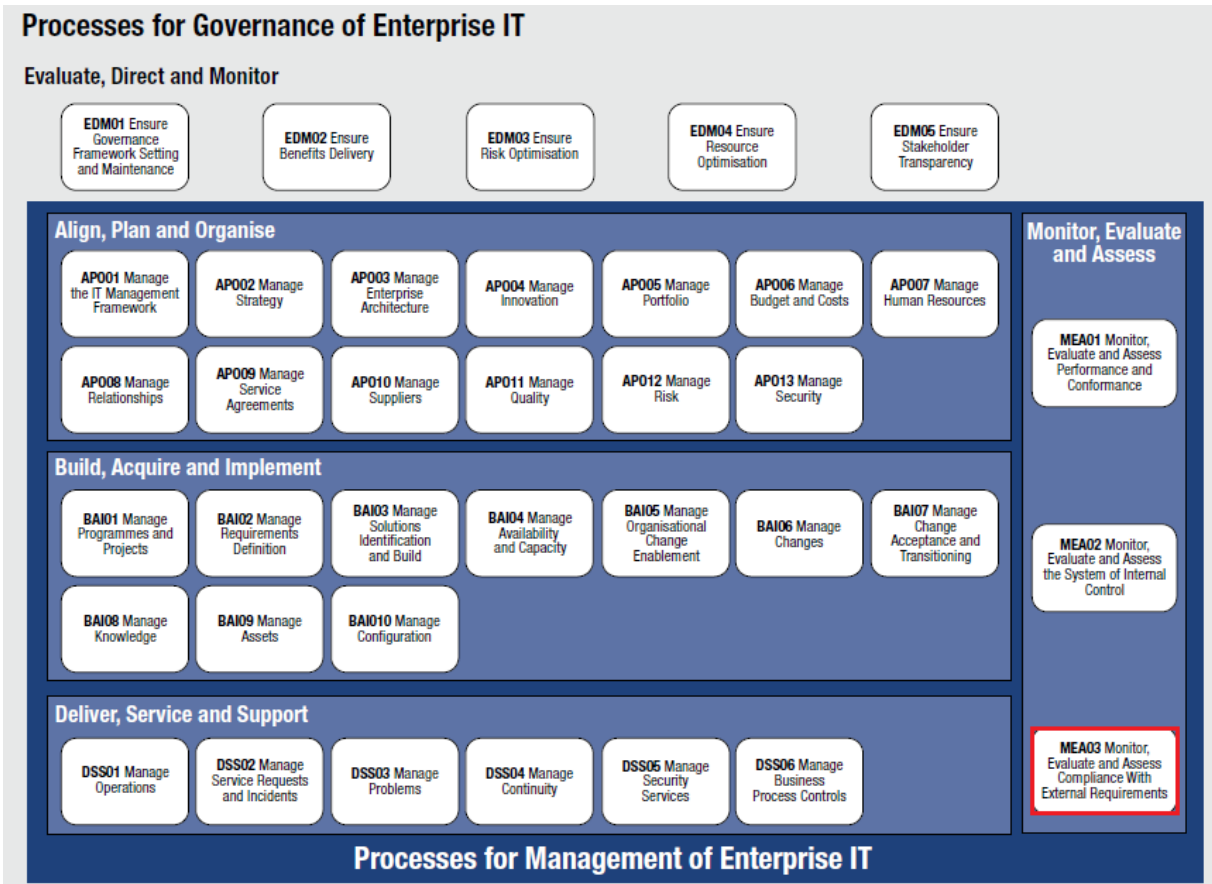 Processes for Governance of Enterprise IT
Evaluate, Direct and Monitor
EDM01 Ensure
Governance
Framework Setting
and Maintenance
EDM02 Ensure
Benefits Delivery
EDM03 Ensure
Risk Optimisation
EDM04 Ensure
Resource
Optimisation
EDM05 Ensure
Stakeholder
Transparency
Align, Plan and Organise
APO01 Manage
the IT Management
Framework
APO02 Manage
Strategy
APO03 Manage
Enterprise
Architecture
APO04 Manage
Innovation
APO05 Manage
Portfolio
APO06 Manage
Budget and Costs
APO07 Manage
Human Resources
APO08 Manage
Relationships
APO09 Manage
Service
Agreements
APO10 Manage
Suppliers
APO11 Manage
Quality
APO12 Manage
Risk
APO13 Manage
Security
Build, Acquire and Implement
BAI01 Manage
Programmes and
Projects
BAI02 Manage
Requirements
Definition
BAI03 Manage
Solutions
Identification
and Build
BAI04 Manage
Availability
and Capacity
BAI05 Manage
Organisational
Change
Enablement
BAI06 Manage
Changes
BAI07 Manage
Change
Acceptance and
Transitioning
BAI08 Manage
Knowledge
BAI09 Manage
Assets
BAI010 Manage
Configuration
Deliver, Service and Support
DSS01 Manage
Operations
DSS02 Manage
Service Requests
and Incidents
DSS03 Manage
Problems
DSS04 Manage
Continuity
DSS05 Manage
Security
Services
DSS06 Manage
Business
Process Controls
Monitor, Evaluate
and Assess
MEA01 Monitor,
Evaluate and Assess
Performance and
Conformance
MEA02 Monitor,
Evaluate and Assess
the System of Internal
Control
MEA03 Monitor,
Evaluate and Assess
Compliance With
External Requirements
Processes for Management of Enterprise IT